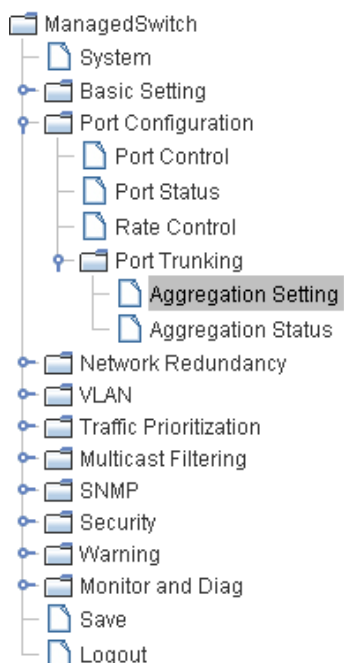 ManagedSwitch
System
Basic Setting
Port Configuration
Port Control
Port Status
Rate Control
Port Trunking
Aggregation Setting
Aggregation Status
Network Redundancy
VLAN
Traffic Prioritization
Multicast Filtering
SNMP
Security
Warning
Monitor and Diag
Save
Logout